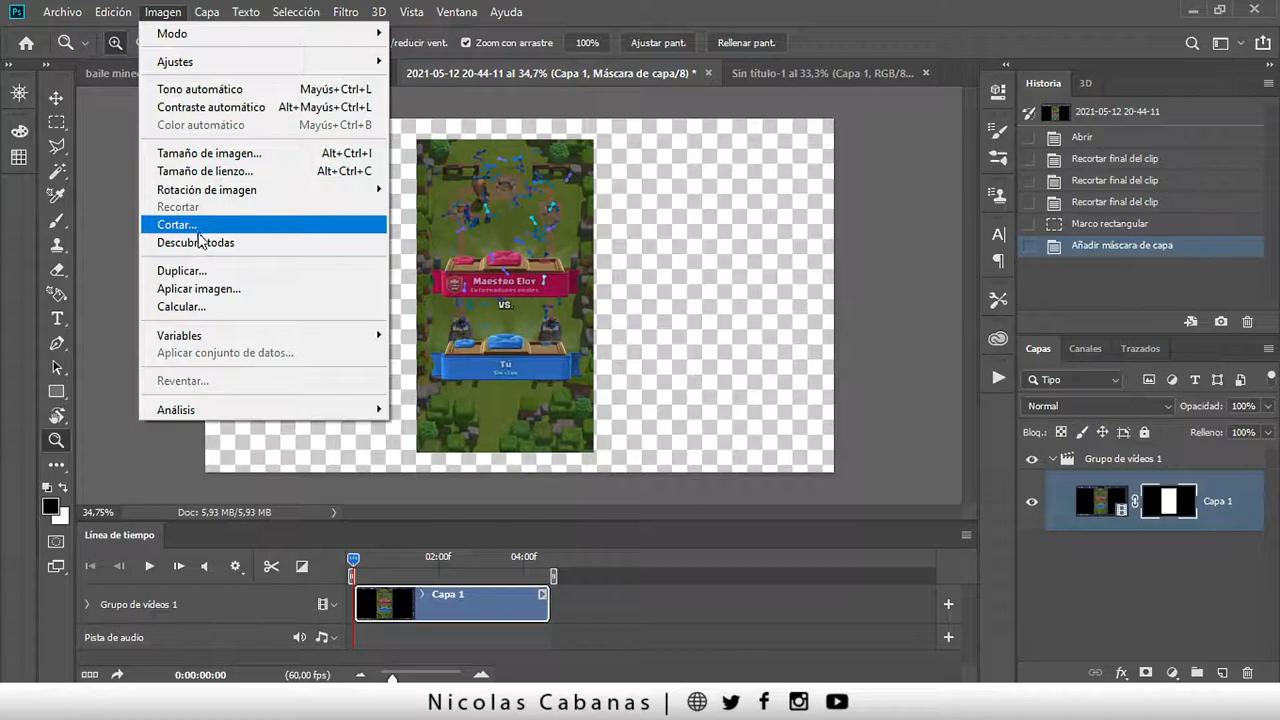 Ps Archivo Edición Imagen Capa Texto Selección Filtro 3D Vista Ventana Ayuda
/reducir vent. Zoom con arrastre 100% Ajustar pant. Rellenar pant.
2021-05-12 20-44-11 al 34,7% (Capa 1, Máscara de capa/8) * × Sin título-1 al 33,3% (Capa 1, RGB/8... ×
Modo
Ajustes
Tono automático Mayús+Ctrl+L
Contraste automático Alt+Mayús+Ctrl+L
Color automático Mayús+Ctrl+B
Tamaño de imagen... Alt+Ctrl+I
Tamaño de lienzo... Alt+Ctrl+C
Rotación de imagen
Recortar
Cortar...
Duplicar...
Aplicar imagen...
Calcular...
Variables
Aplicar conjunto de datos...
Reventar...
Análisis
Maestro Eloy
vs.
Tu
Sin clan
34,75% Doc: 5,93 MB/5,93 MB
Línea de tiempo
02:00f 04:00f
Grupo de vídeos 1 Capa 1
Pista de audio
0:00:00:00 (60,00 fps)
Historia 3D
2021-05-12 20-44-11
Abrir
Recortar final del clip
Recortar final del clip
Recortar final del clip
Marco rectangular
Añadir máscara de capa
Capas Canales Trazados
Tipo
Normal Opacidad: 100%
Bloq.: Relleno: 100%
Grupo de vídeos 1
Capa 1
Nicolas Cabanas |